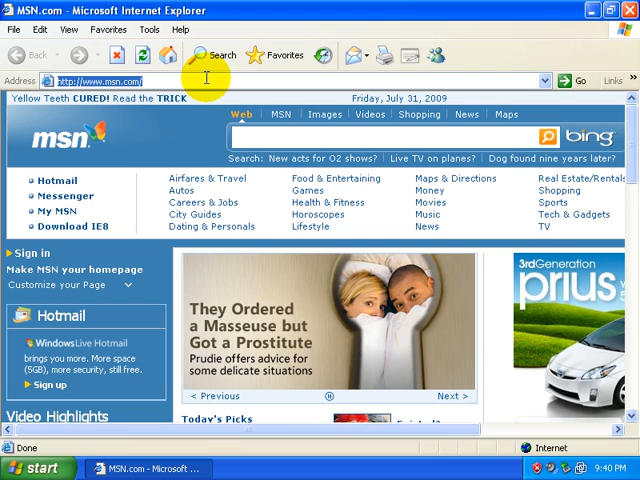 MSN.com - Microsoft Internet Explorer
File Edit View Favorites Tools Help
Back Search Favorites
Address http://www.msn.com/ Go Links »
Yellow Teeth CURED! Read the TRICK Friday, July 31, 2009
Web MSN Images Videos Shopping News Maps
msn bing
Search: New acts for O2 shows? Live TV on planes? Dog found nine years later?
Hotmail
Messenger
My MSN
Download IE8
Airfares & Travel
Autos
Careers & Jobs
City Guides
Dating & Personals
Food & Entertaining
Games
Health & Fitness
Horoscopes
Lifestyle
Maps & Directions
Money
Movies
Music
News
Real Estate/Rentals
Shopping
Sports
Tech & Gadgets
TV
Sign in
Make MSN your homepage
Customize your Page
Hotmail
Windows Live Hotmail
brings you more. More space
(5GB), more security, still free.
Sign up
Video Highlights
They Ordered
a Masseuse but
Got a Prostitute
Prudie offers advice for
some delicate situations
< Previous Next >
Today's Picks
3rdGeneration
prius
Done Internet
start MSN.com - Microsoft ... 9:40 PM